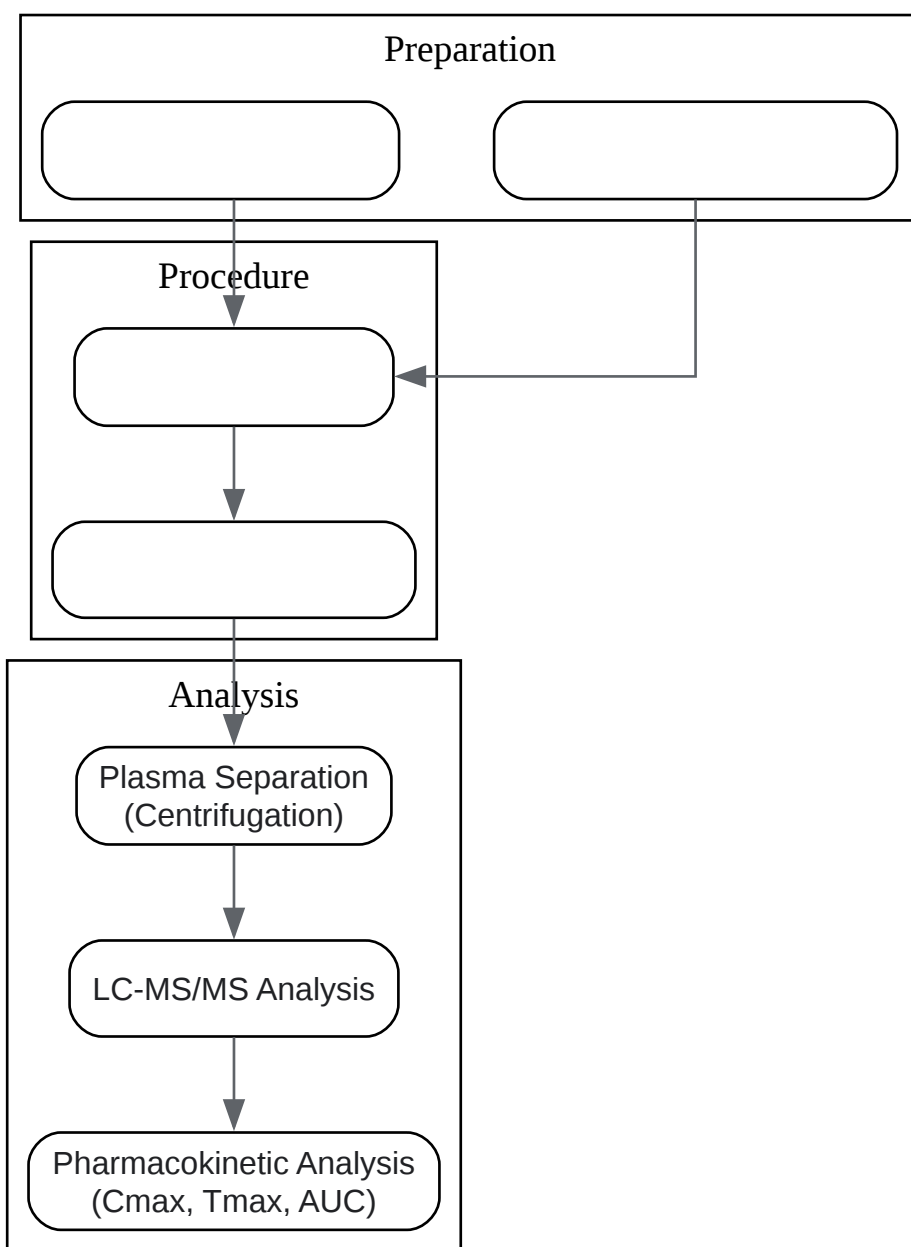 Preparation
Procedure
Analysis
Plasma Separation
(Centrifugation)
LC-MS/MS Analysis
Pharmacokinetic Analysis
(Cmax, Tmax, AUC)